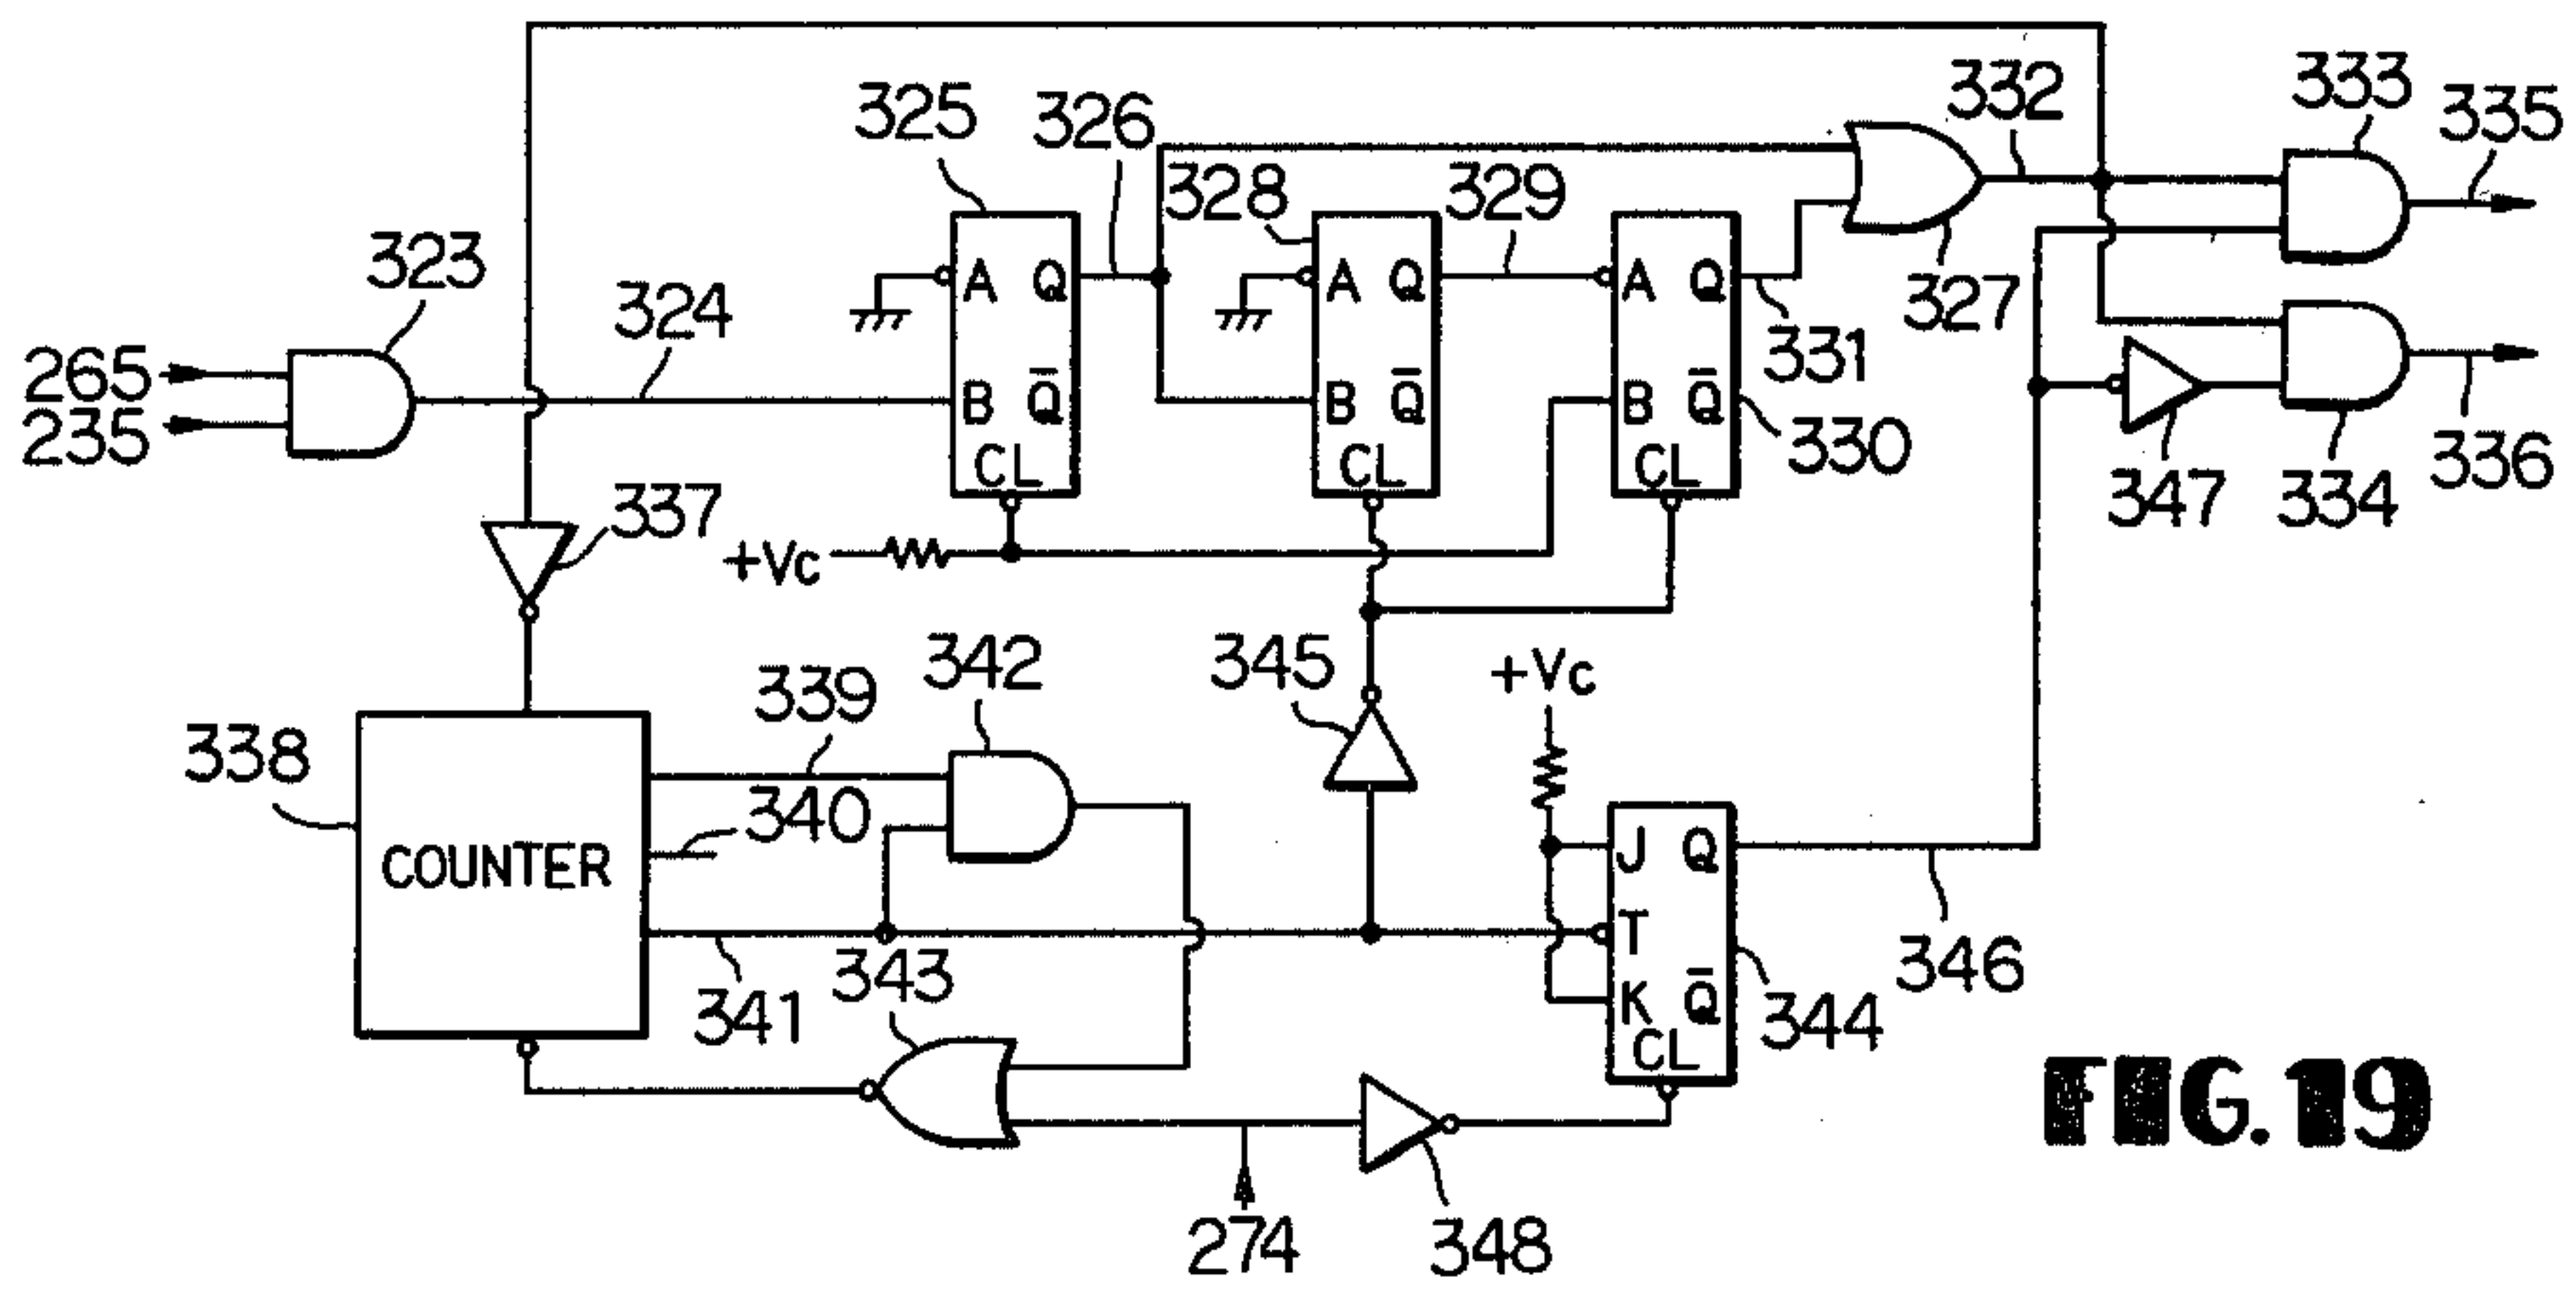 332
333
335
325
326
328
329
323
324
327
331
265
235
A Q
A Q
A Q
B Q̅
B Q̅
B Q̅
CL
CL
CL
330
347
334
336
337
+Vc
338
339
342
345
+Vc
340
COUNTER
J Q
T
K Q̅
CL
341
343
344
346
274
348
FIG.19